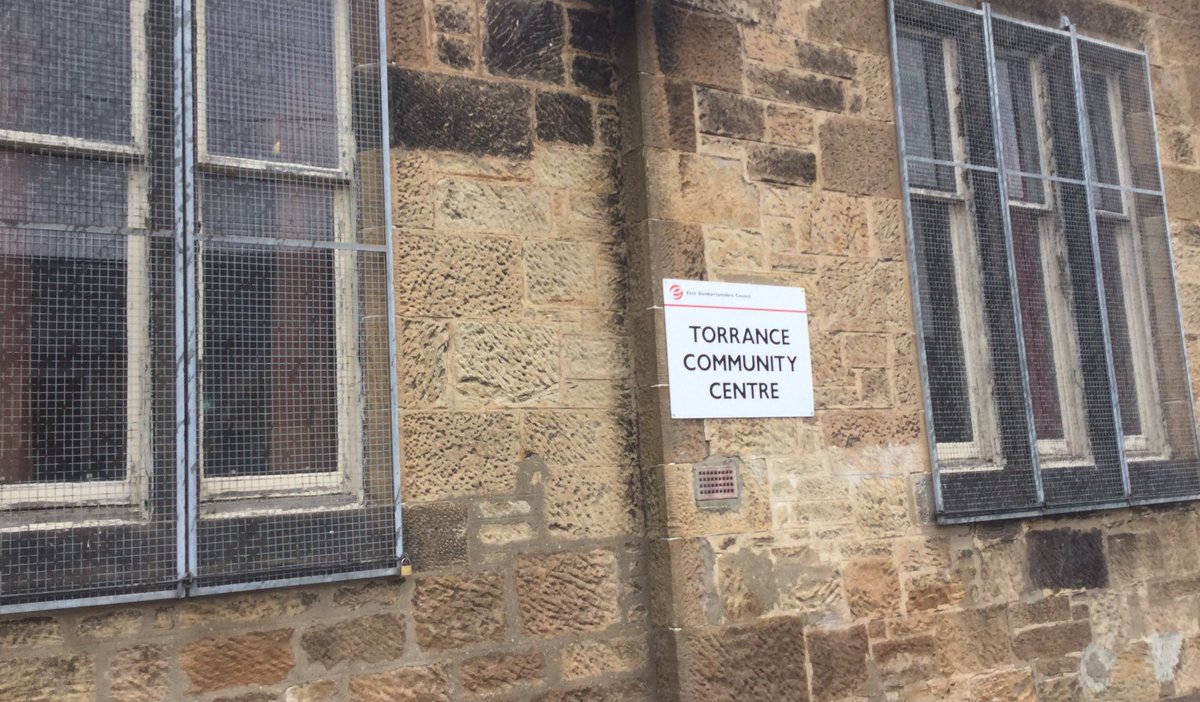 East Dunbartonshire Council
TORRANCE
COMMUNITY
CENTRE